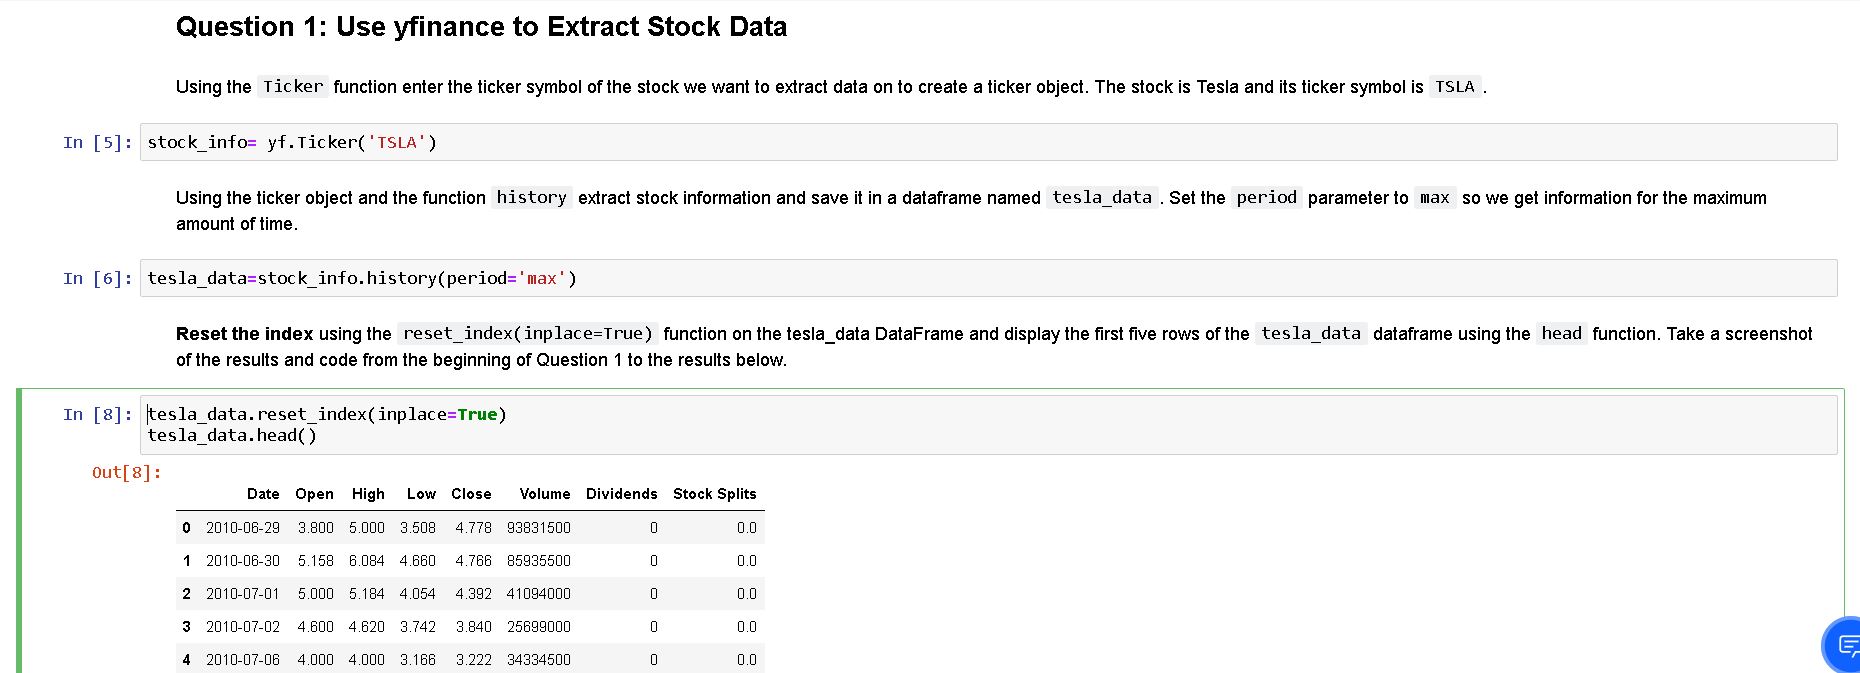 Question 1: Use yfinance to Extract Stock Data
Using the Ticker function enter the ticker symbol of the stock we want to extract data on to create a ticker object. The stock is Tesla and its ticker symbol is TSLA .
In [5]: stock_info= yf.Ticker('TSLA')
Using the ticker object and the function history extract stock information and save it in a dataframe named tesla_data . Set the period parameter to max so we get information for the maximum
amount of time.
In [6]: tesla_data=stock_info.history(period='max')
Reset the index using the reset_index(inplace=True) function on the tesla_data DataFrame and display the first five rows of the tesla_data dataframe using the head function. Take a screenshot
of the results and code from the beginning of Question 1 to the results below.
In [8]: tesla_data.reset_index(inplace=True)
tesla_data.head()
Out[8]:
Date Open High Low Close Volume Dividends Stock Splits
0 2010-06-29 3.800 5.000 3.508 4.778 93831500 0 0.0
1 2010-06-30 5.158 6.084 4.660 4.766 85935500 0 0.0
2 2010-07-01 5.000 5.184 4.054 4.392 41094000 0 0.0
3 2010-07-02 4.600 4.620 3.742 3.840 25699000 0 0.0
4 2010-07-06 4.000 4.000 3.166 3.222 34334500 0 0.0